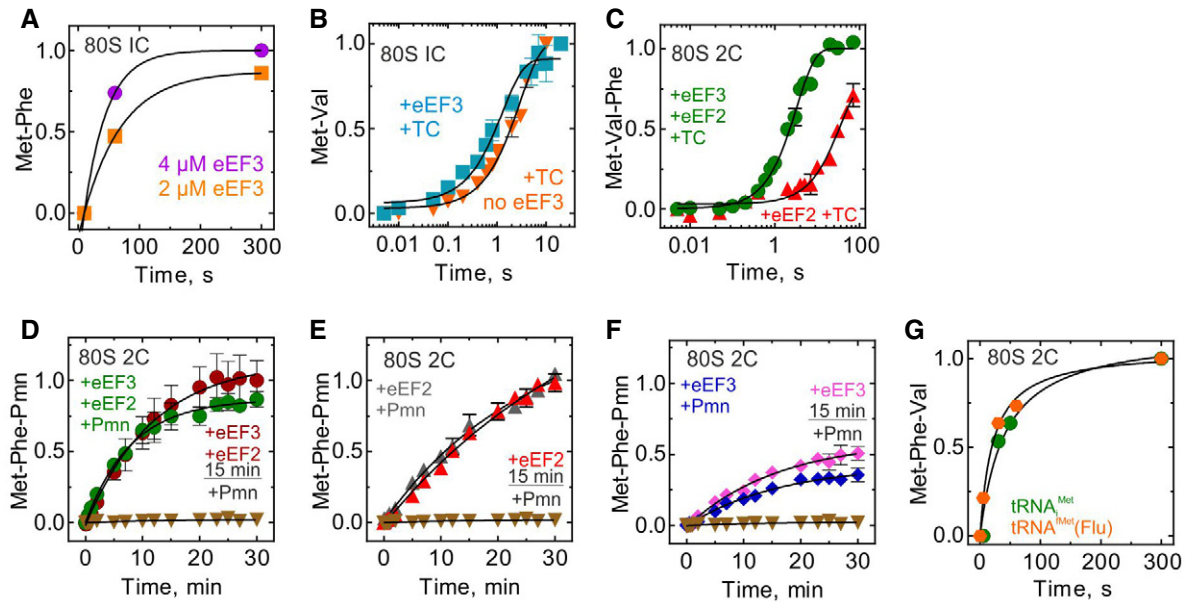 A
80S IC
Met-Phe
1.0
0.5
0.0
4 µM eEF3
2 µM eEF3
0 100 200 300
Time, s
B
80S IC
Met-Val
1.0
0.5
0.0
+eEF3
+TC
+TC
no eEF3
0.01 0.1 1 10
Time, s
C
80S 2C
Met-Val-Phe
1.0
0.5
0.0
+eEF3
+eEF2
+TC
+eEF2 +TC
0.01 1 100
Time, s
D
80S 2C
Met-Phe-Pmn
1.0
0.5
0.0
+eEF3
+eEF2
+Pmn
+eEF3
+eEF2
15 min
+Pmn
0 10 20 30
Time, min
E
80S 2C
Met-Phe-Pmn
1.0
0.5
0.0
+eEF2
+Pmn
+eEF2
15 min
+Pmn
0 10 20 30
Time, min
F
80S 2C
Met-Phe-Pmn
1.0
0.5
0.0
+eEF3
+Pmn
+eEF3
15 min
+Pmn
0 10 20 30
Time, min
G
80S 2C
Met-Phe-Val
1.0
0.5
0.0
tRNAiMet
tRNAiMet(Flu)
0 100 200 300
Time, s